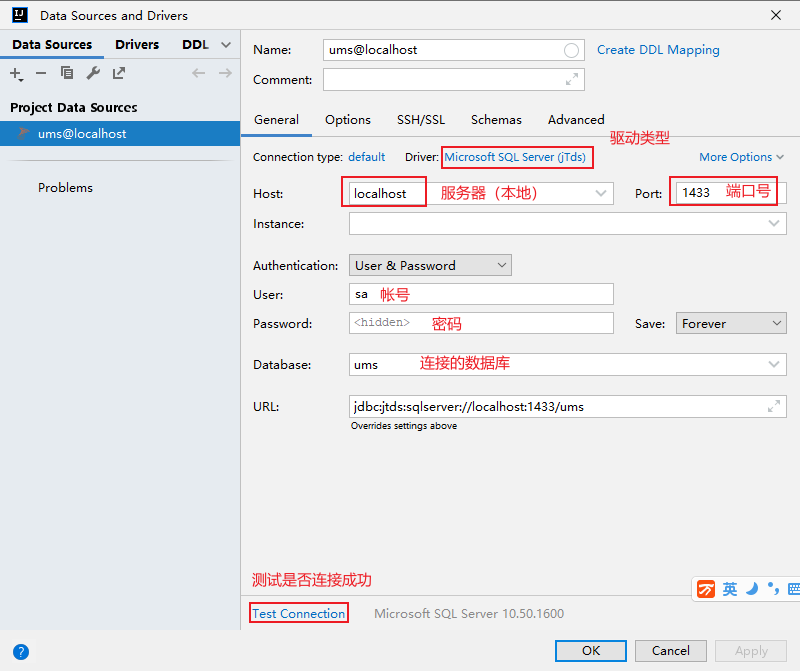 Data Sources and Drivers
Data Sources Drivers DDL
Project Data Sources
ums@localhost
Problems
Name: ums@localhost Create DDL Mapping
Comment:
General Options SSH/SSL Schemas Advanced
驱动类型
Connection type: default Driver: Microsoft SQL Server (jTds) More Options
Host: localhost 服务器（本地） Port: 1433 端口号
Instance:
Authentication: User & Password
User: sa 帐号
Password: <hidden> 密码 Save: Forever
Database: ums 连接的数据库
URL: jdbc:jtds:sqlserver://localhost:1433/ums
Overrides settings above
测试是否连接成功
英
Test Connection Microsoft SQL Server 10.50.1600
? OK Cancel Apply